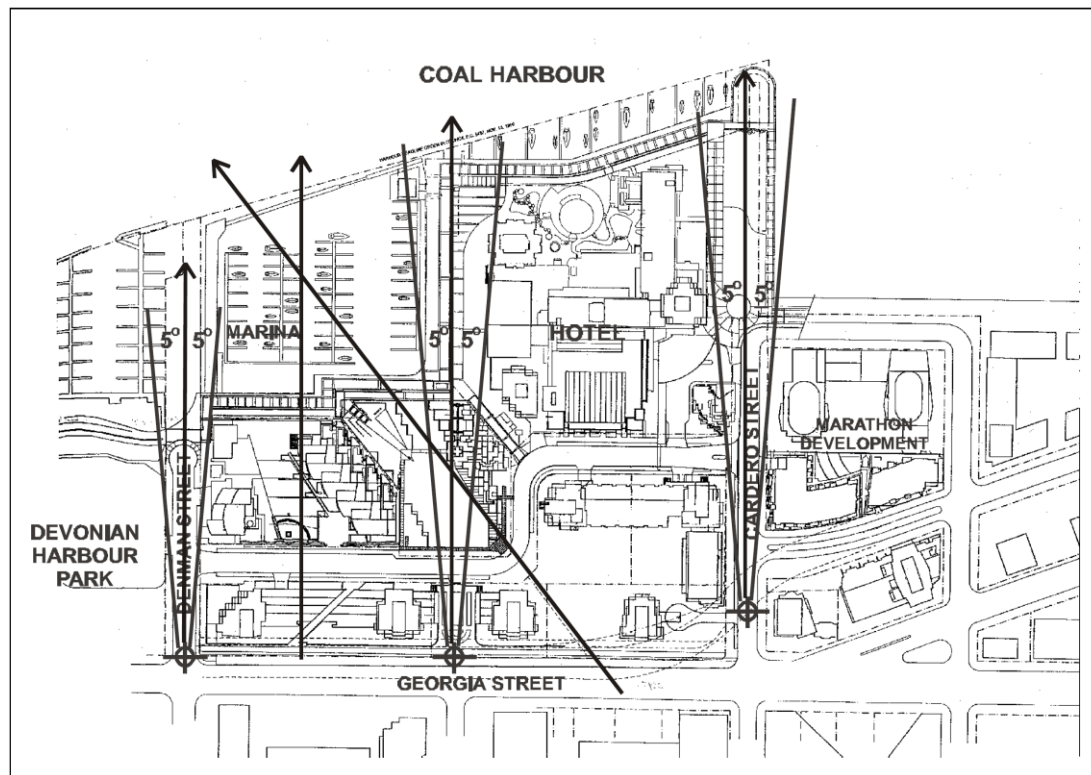 COAL HARBOUR
5° 5°
MARINA
5° 5°
HOTEL
5° 5°
MARATHON
DEVELOPMENT
DENMAN STREET
CARDERO STREET
DEVONIAN
HARBOUR
PARK
GEORGIA STREET